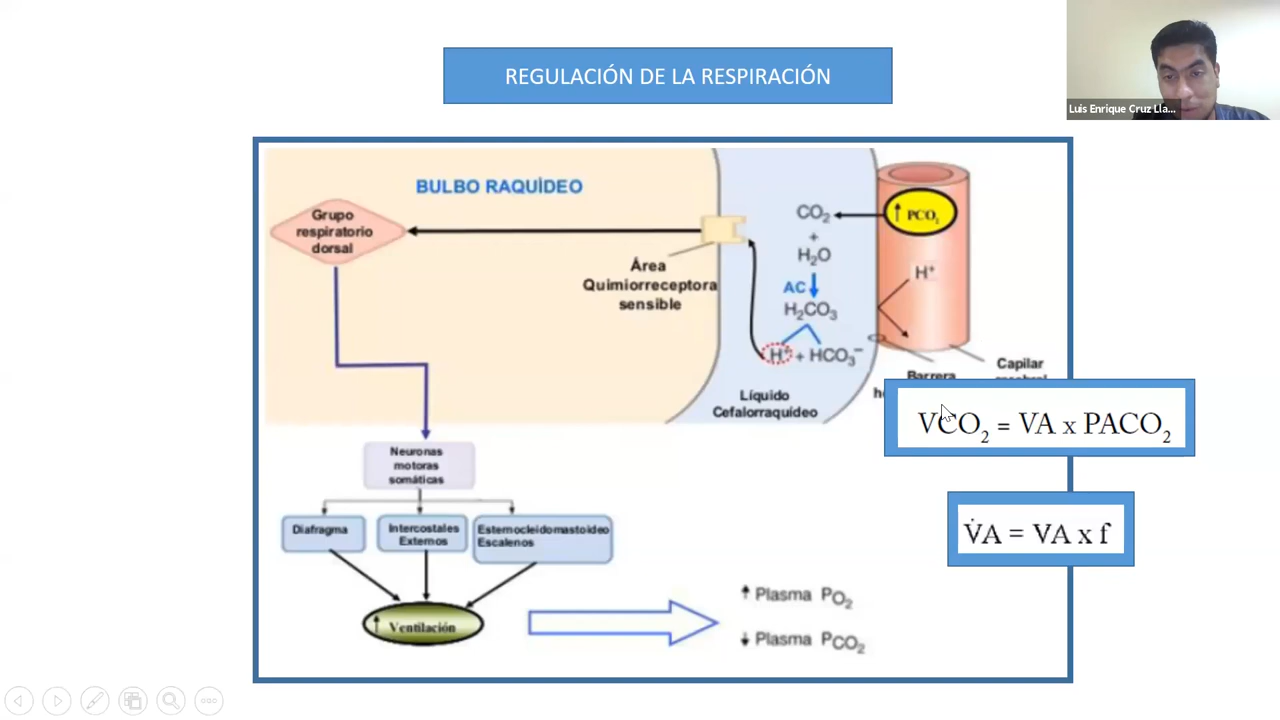 REGULACIÓN DE LA RESPIRACIÓN
Luis Enrique Cruz Lla...
BULBO RAQUÍDEO
Grupo
respiratorio
dorsal
Área
Quimiorreceptora
sensible
CO₂
+
H₂O
AC
H₂CO₃
H⁺ + HCO₃⁻
Líquido
Cefalorraquídeo
↑ PCO₂
H⁺
Barrera
Capilar
VCO₂ = VA x PACO₂
V̇A = VA x f
Neuronas
motoras
somáticas
Diafragma
Intercostales
Externos
Esternocleidomastoideo
Escalenos
↑ Ventilación
↑ Plasma PO₂
↓ Plasma PCO₂